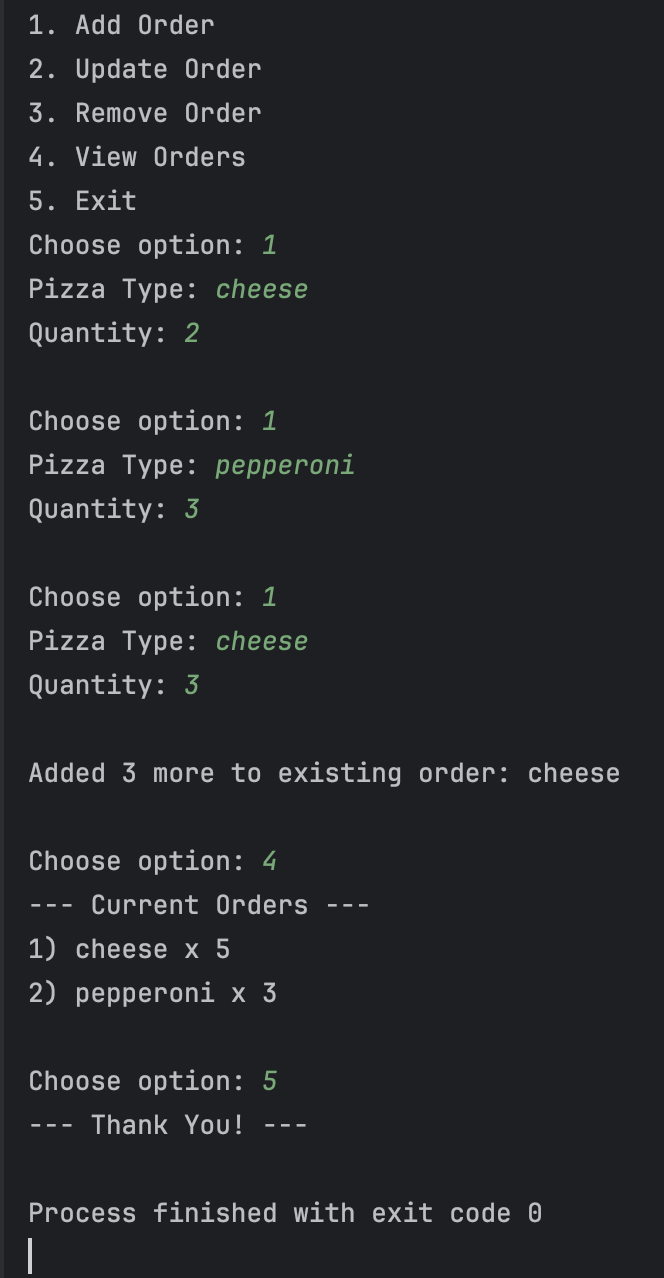 1. Add Order
2. Update Order
3. Remove Order
4. View Orders
5. Exit
Choose option: 1
Pizza Type: cheese
Quantity: 2
Choose option: 1
Pizza Type: pepperoni
Quantity: 3
Choose option: 1
Pizza Type: cheese
Quantity: 3
Added 3 more to existing order: cheese
Choose option: 4
--- Current Orders ---
1) cheese x 5
2) pepperoni x 3
Choose option: 5
--- Thank You! ---
Process finished with exit code 0